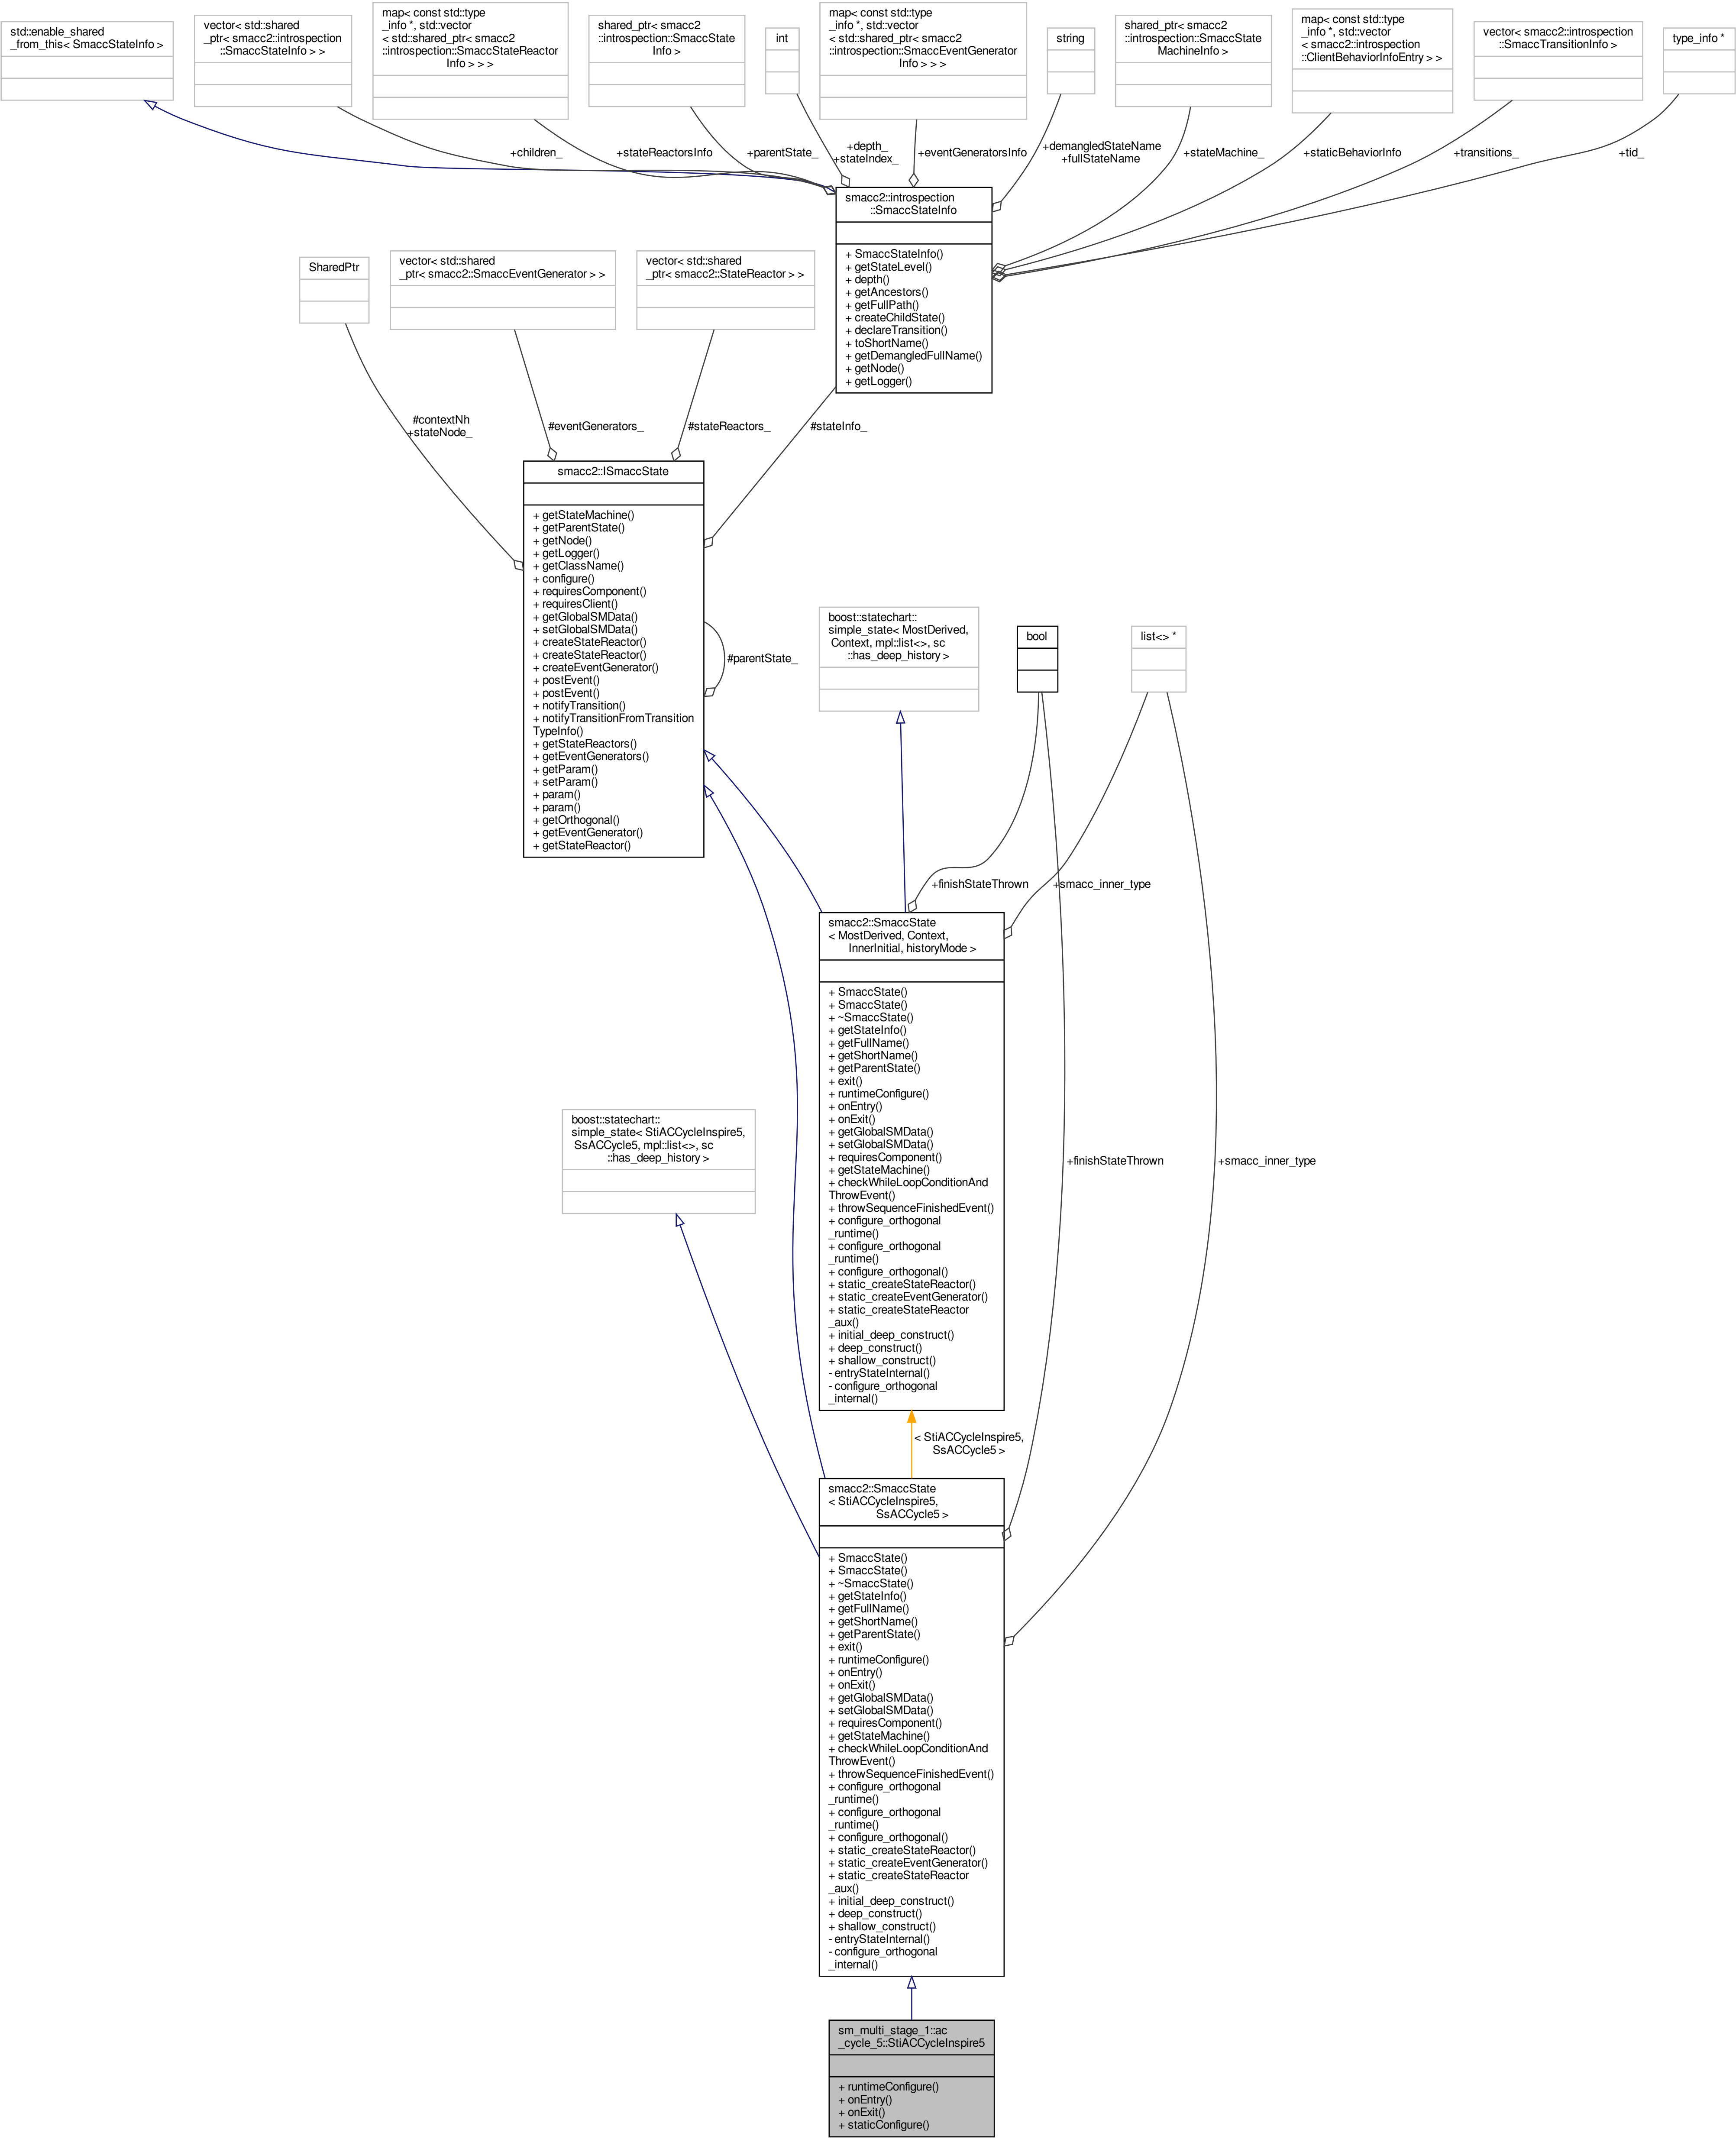 std::enable_shared
_from_this< SmaccStateInfo >
vector< std::shared
_ptr< smacc2::introspection
::SmaccStateInfo > >
map< const std::type
_info *, std::vector
< std::shared_ptr< smacc2
::introspection::SmaccStateReactor
Info > > >
shared_ptr< smacc2
::introspection::SmaccState
Info >
int
map< const std::type
_info *, std::vector
< std::shared_ptr< smacc2
::introspection::SmaccEventGenerator
Info > > >
string
shared_ptr< smacc2
::introspection::SmaccState
MachineInfo >
map< const std::type
_info *, std::vector
< smacc2::introspection
::ClientBehaviorInfoEntry > >
vector< smacc2::introspection
::SmaccTransitionInfo >
type_info *
+children_
+stateReactorsInfo
+parentState_
+depth_
+stateIndex_
+eventGeneratorsInfo
+demangledStateName
+fullStateName
+stateMachine_
+staticBehaviorInfo
+transitions_
+tid_
smacc2::introspection
::SmaccStateInfo
+ SmaccStateInfo()
+ getStateLevel()
+ depth()
+ getAncestors()
+ getFullPath()
+ createChildState()
+ declareTransition()
+ toShortName()
+ getDemangledFullName()
+ getNode()
+ getLogger()
SharedPtr
vector< std::shared
_ptr< smacc2::SmaccEventGenerator > >
vector< std::shared
_ptr< smacc2::StateReactor > >
#contextNh
+stateNode_
#eventGenerators_
#stateReactors_
#stateInfo_
smacc2::ISmaccState
+ getStateMachine()
+ getParentState()
+ getNode()
+ getLogger()
+ getClassName()
+ configure()
+ requiresComponent()
+ requiresClient()
+ getGlobalSMData()
+ setGlobalSMData()
+ createStateReactor()
+ createStateReactor()
+ createEventGenerator()
+ postEvent()
+ postEvent()
+ notifyTransition()
+ notifyTransitionFromTransition
TypeInfo()
+ getStateReactors()
+ getEventGenerators()
+ getParam()
+ setParam()
+ param()
+ param()
+ getOrthogonal()
+ getEventGenerator()
+ getStateReactor()
#parentState_
boost::statechart::
simple_state< MostDerived,
Context, mpl::list<>, sc
::has_deep_history >
bool
list<> *
+finishStateThrown
+smacc_inner_type
smacc2::SmaccState
< MostDerived, Context,
InnerInitial, historyMode >
+ SmaccState()
+ SmaccState()
+ ~SmaccState()
+ getStateInfo()
+ getFullName()
+ getShortName()
+ getParentState()
+ exit()
+ runtimeConfigure()
+ onEntry()
+ onExit()
+ getGlobalSMData()
+ setGlobalSMData()
+ requiresComponent()
+ getStateMachine()
+ checkWhileLoopConditionAnd
ThrowEvent()
+ throwSequenceFinishedEvent()
+ configure_orthogonal
_runtime()
+ configure_orthogonal
_runtime()
+ configure_orthogonal()
+ static_createStateReactor()
+ static_createEventGenerator()
+ static_createStateReactor
_aux()
+ initial_deep_construct()
+ deep_construct()
+ shallow_construct()
- entryStateInternal()
- configure_orthogonal
_internal()
boost::statechart::
simple_state< StiACCycleInspire5,
SsACCycle5, mpl::list<>, sc
::has_deep_history >
+finishStateThrown
+smacc_inner_type
< StiACCycleInspire5,
SsACCycle5 >
smacc2::SmaccState
< StiACCycleInspire5,
SsACCycle5 >
+ SmaccState()
+ SmaccState()
+ ~SmaccState()
+ getStateInfo()
+ getFullName()
+ getShortName()
+ getParentState()
+ exit()
+ runtimeConfigure()
+ onEntry()
+ onExit()
+ getGlobalSMData()
+ setGlobalSMData()
+ requiresComponent()
+ getStateMachine()
+ checkWhileLoopConditionAnd
ThrowEvent()
+ throwSequenceFinishedEvent()
+ configure_orthogonal
_runtime()
+ configure_orthogonal
_runtime()
+ configure_orthogonal()
+ static_createStateReactor()
+ static_createEventGenerator()
+ static_createStateReactor
_aux()
+ initial_deep_construct()
+ deep_construct()
+ shallow_construct()
- entryStateInternal()
- configure_orthogonal
_internal()
sm_multi_stage_1::ac
_cycle_5::StiACCycleInspire5
+ runtimeConfigure()
+ onEntry()
+ onExit()
+ staticConfigure()